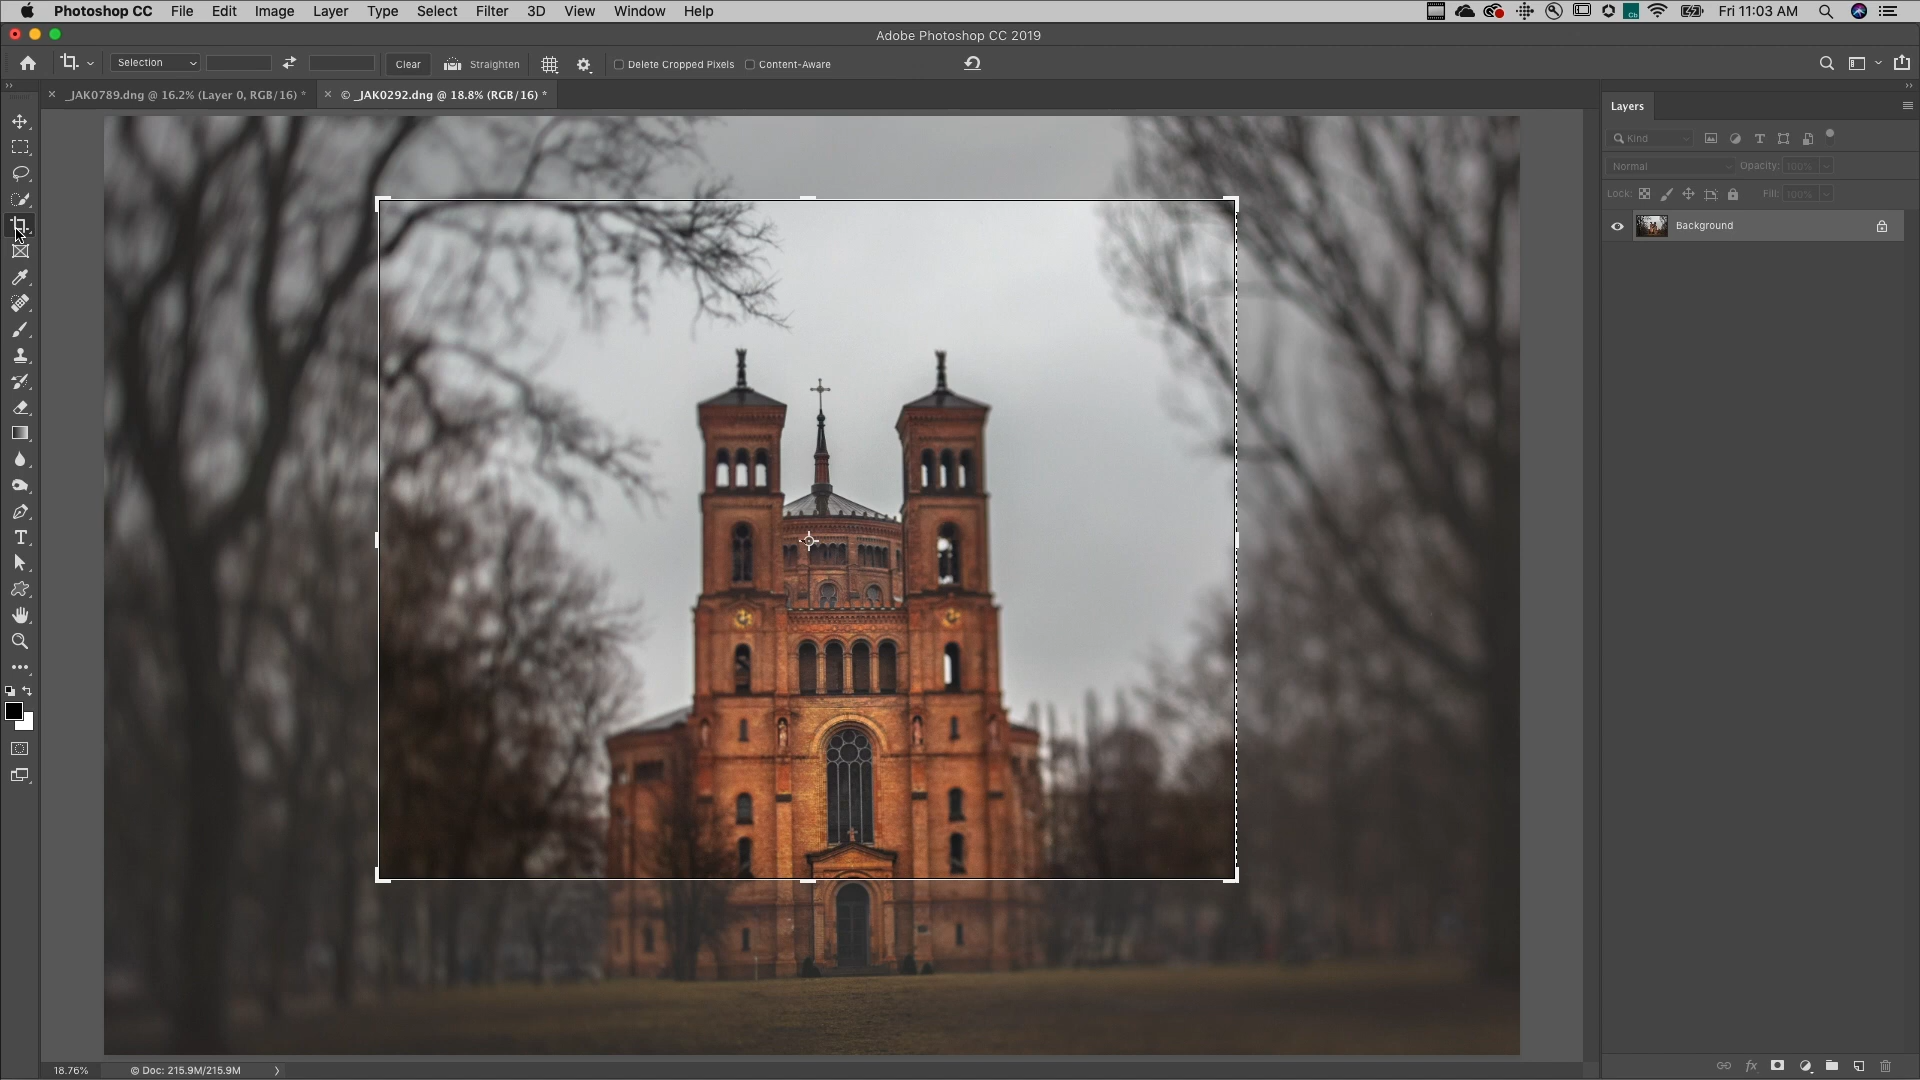 Photoshop CC File Edit Image Layer Type Select Filter 3D View Window Help Fri 11:03 AM
Adobe Photoshop CC 2019
Selection Clear Straighten Delete Cropped Pixels Content-Aware
_JAK0789.dng @ 16.2% (Layer 0, RGB/16) * © _JAK0292.dng @ 18.8% (RGB/16) *
Layers
Kind
Normal Opacity: 100%
Lock: Fill: 100%
Background
18.76% © Doc: 215.9M/215.9M